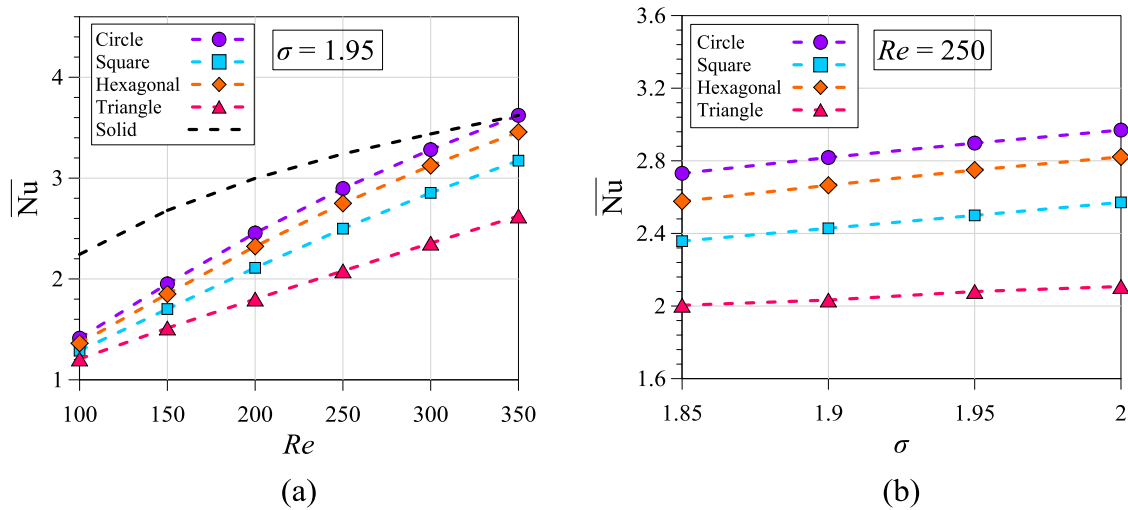 Circle
Square
Hexagonal
Triangle
Solid
σ = 1.95
4
3
2
1
N̅u̅
100 150 200 250 300 350
Re
(a)
Circle
Square
Hexagonal
Triangle
Re = 250
3.6
3.2
2.8
2.4
2
1.6
N̅u̅
1.85 1.9 1.95 2
σ
(b)